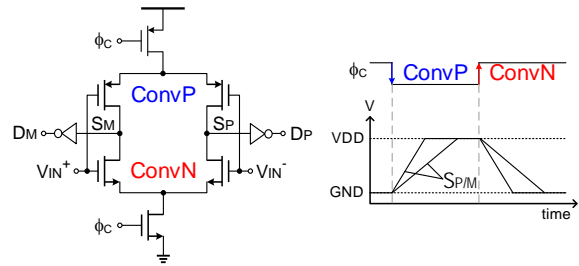 ϕC
ConvP
DM
SM
SP
DP
VIN+
ConvN
VIN-
ϕC
ϕC
ConvP
ConvN
V
VDD
SP/M
GND
time